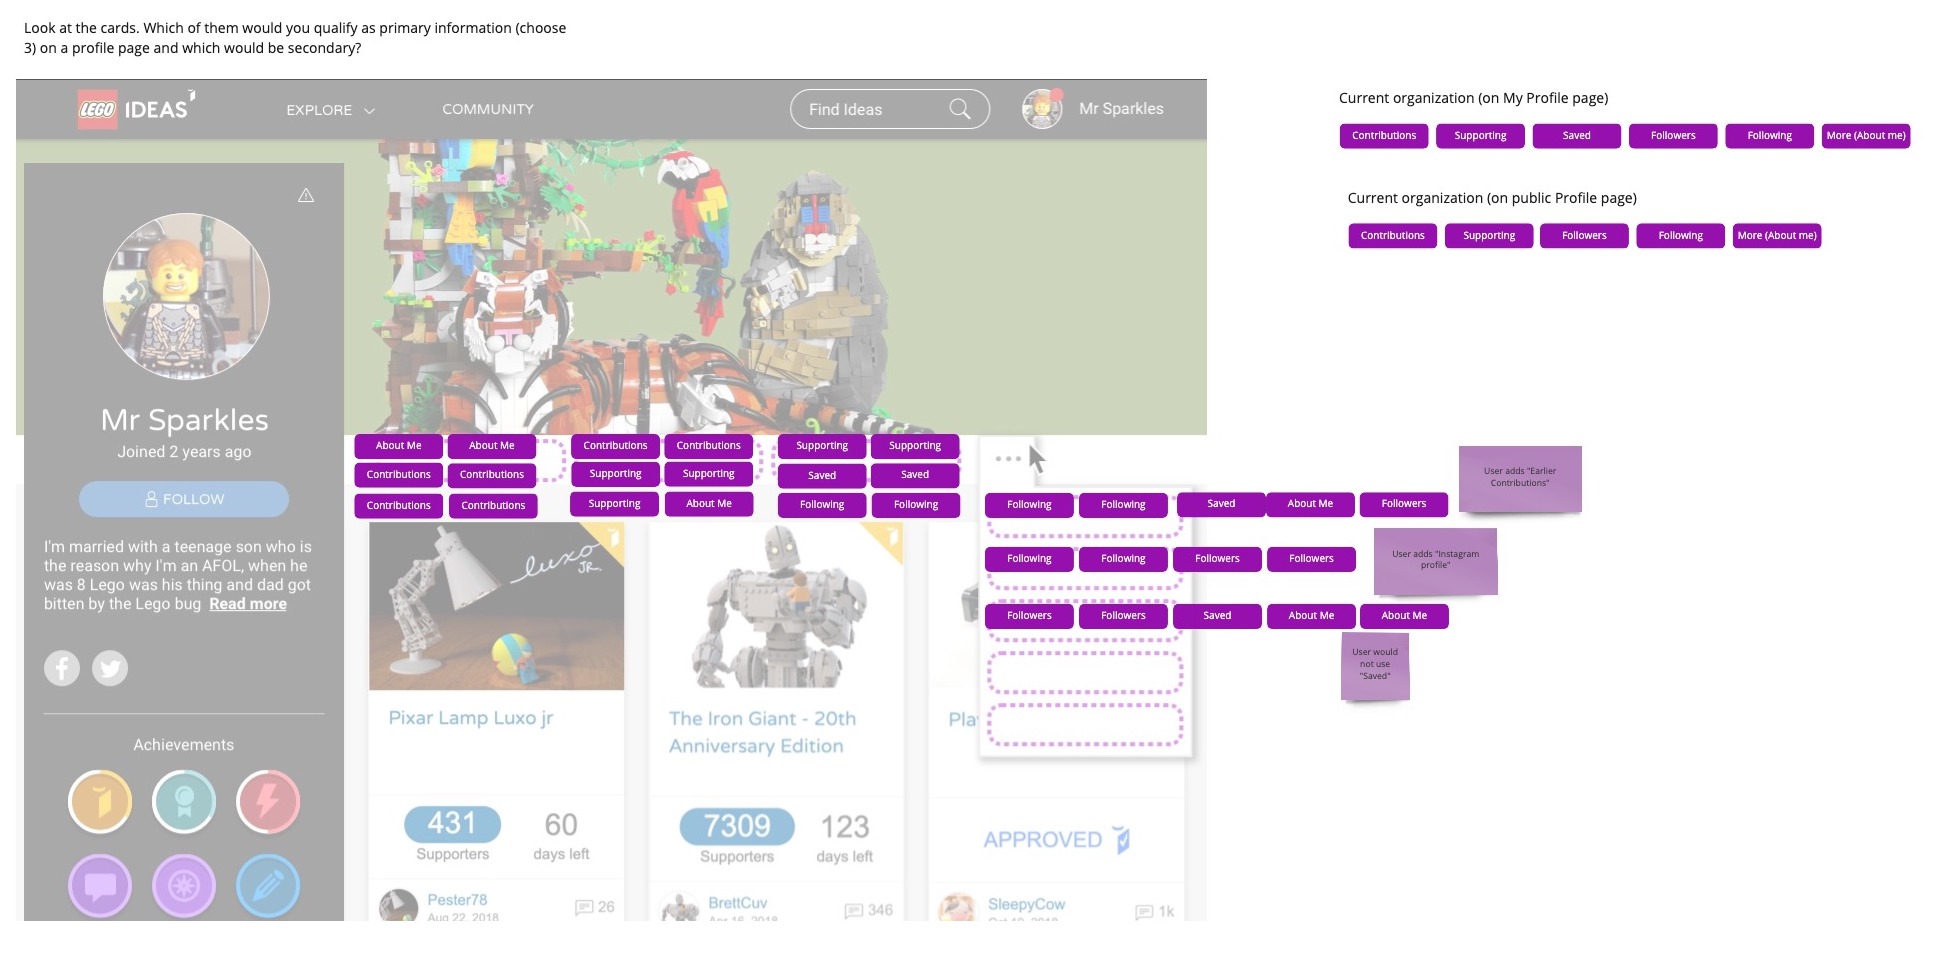 Look at the cards. Which of them would you qualify as primary information (choose
3) on a profile page and which would be secondary?
LEGO IDEAS
EXPLORE
COMMUNITY
Find Ideas
Mr Sparkles
Current organization (on My Profile page)
Contributions Supporting Saved Followers Following More (About me)
Current organization (on public Profile page)
Contributions Supporting Followers Following More (About me)
Mr Sparkles
Joined 2 years ago
FOLLOW
I'm married with a teenage son who is
the reason why I'm an AFOL, when he
was 8 Lego was his thing and dad got
bitten by the Lego bug Read more
Achievements
About Me About Me Contributions Contributions Supporting Supporting
Contributions Contributions Supporting Supporting Saved Saved
Contributions Contributions Supporting About Me Following Following
Following Following Saved About Me Followers
Following Following Followers Followers
Followers Followers Saved About Me About Me
User adds "Earlier
Contributions"
User adds "Instagram
profile"
User would
not use
"Saved"
luxo
JR.
Pixar Lamp Luxo jr
431
Supporters
60
days left
Pester78
Aug 22, 2018
26
The Iron Giant - 20th
Anniversary Edition
7309
Supporters
123
days left
BrettCuv
346
Pla
APPROVED
SleepyCow
1k